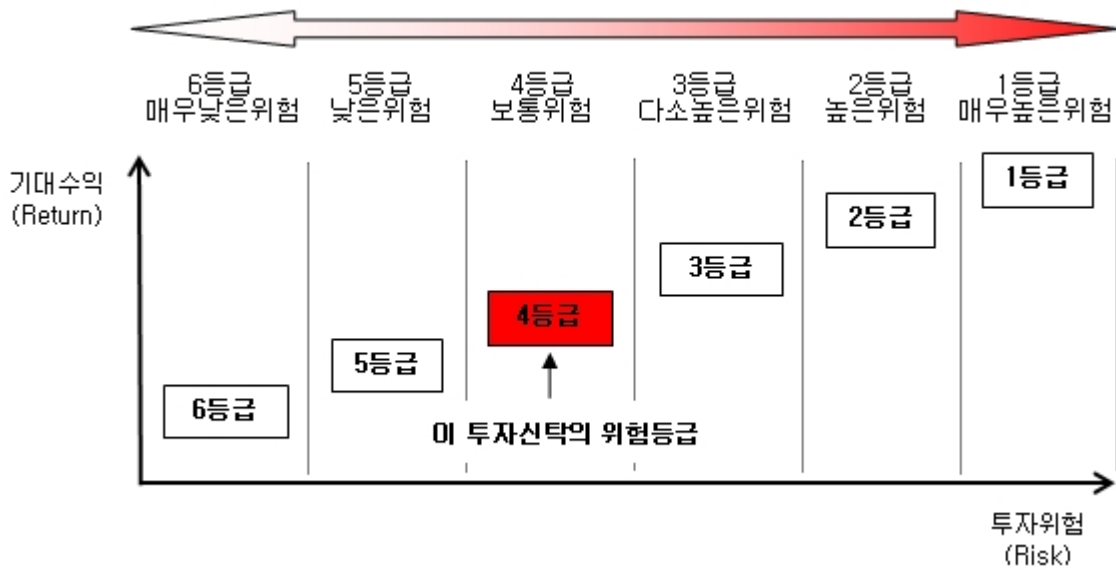 6등급
매우낮은위험
5등급
낮은위험
4등급
보통위험
3등급
다소높은위험
2등급
높은위험
1등급
매우높은위험
기대수익
(Return)
1등급
2등급
3등급
4등급
5등급
6등급
이 투자신탁의 위험등급
투자위험
(Risk)